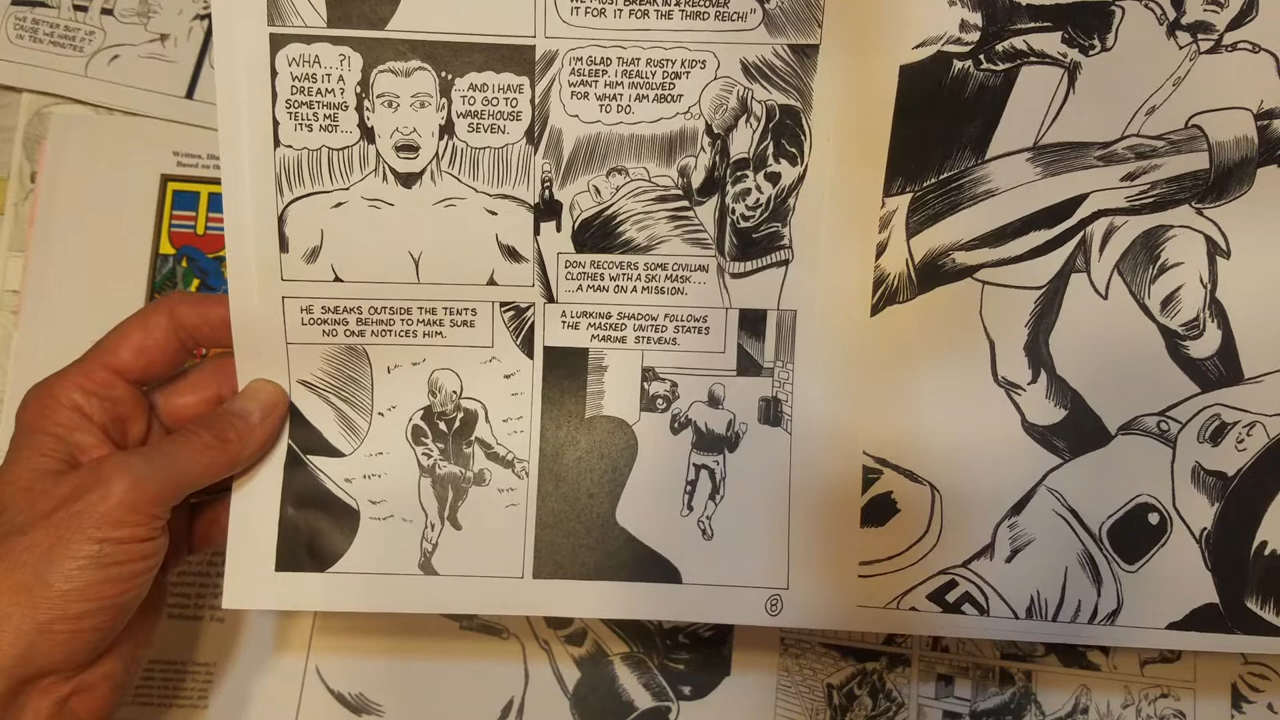 WE BETTER SUIT UP
'CAUSE WE HAVE P.T.
IN TEN MINUTES.
Written, Illu
Based on th
U
WE MUST BREAK IN & RECOVER
IT FOR IT FOR THE THIRD REICH!"
WHA...?!
WAS IT A
DREAM?
SOMETHING
TELLS ME
IT'S NOT...
...AND I HAVE
TO GO TO
WAREHOUSE
SEVEN.
I'M GLAD THAT RUSTY KID'S
ASLEEP. I REALLY DON'T
WANT HIM INVOLVED
FOR WHAT I AM ABOUT
TO DO.
DON RECOVERS SOME CIVILIAN
CLOTHES WITH A SKI MASK...
...A MAN ON A MISSION.
HE SNEAKS OUTSIDE THE TENTS
LOOKING BEHIND TO MAKE SURE
NO ONE NOTICES HIM.
A LURKING SHADOW FOLLOWS
THE MASKED UNITED STATES
MARINE STEVENS.
8